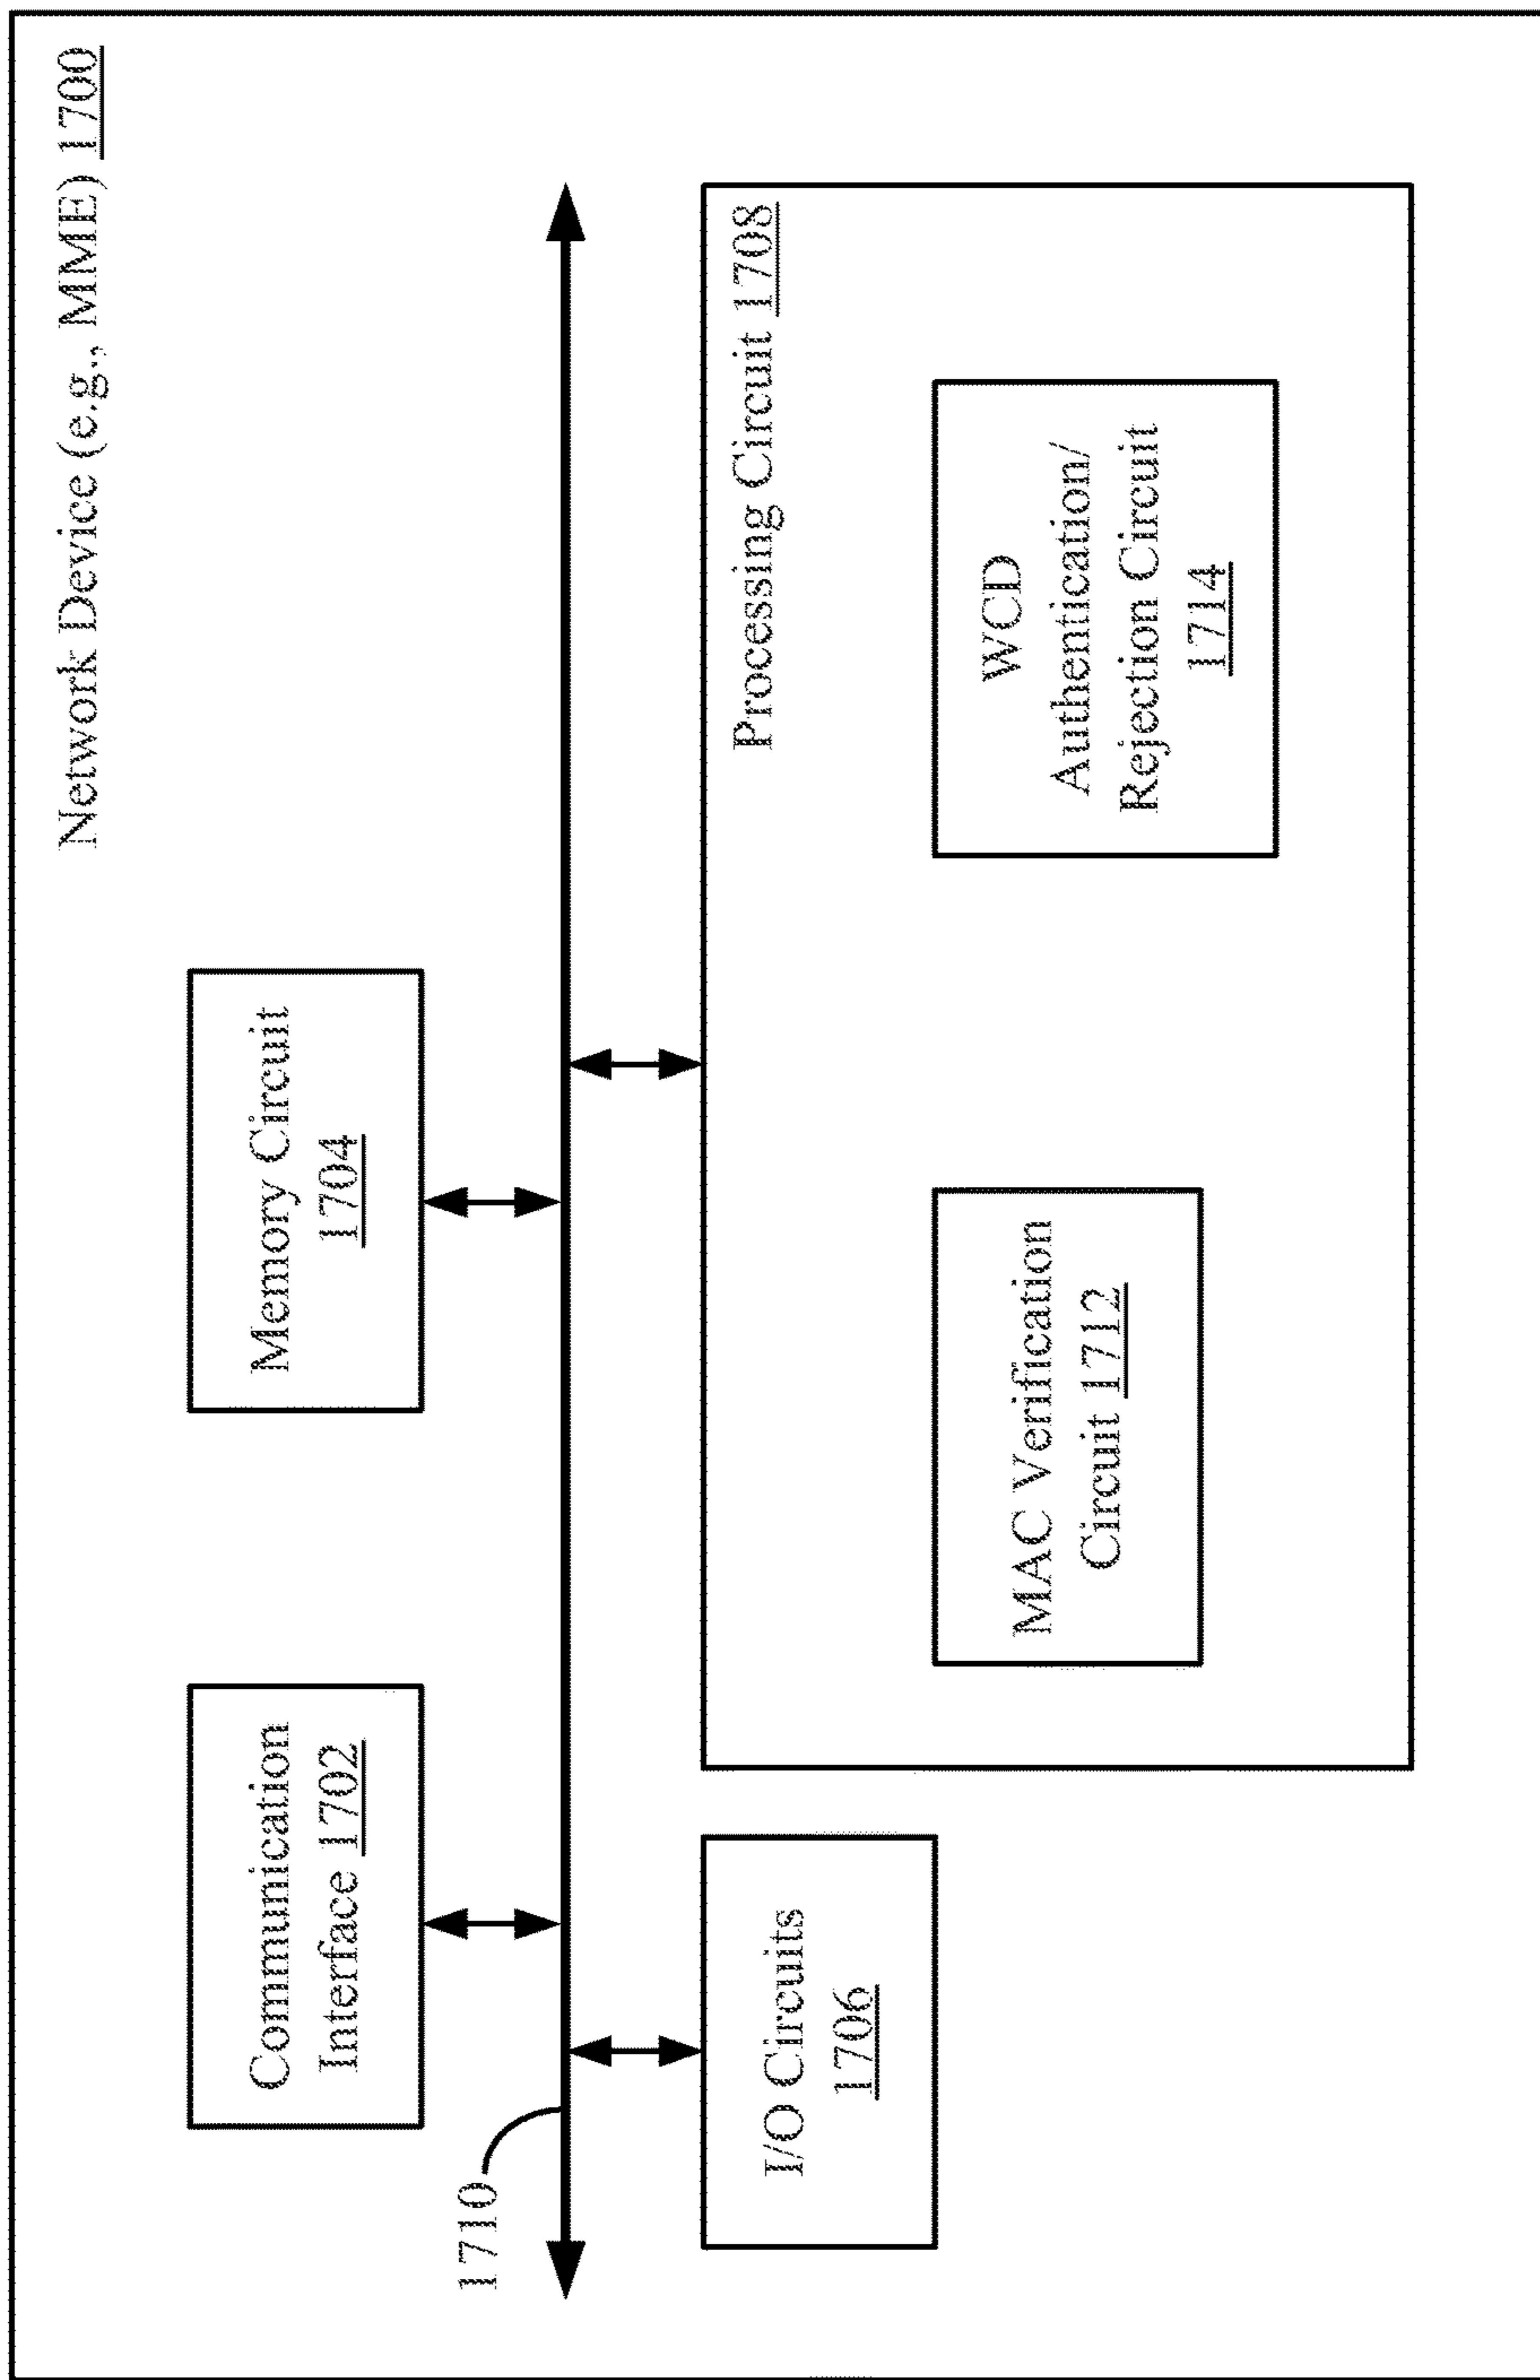 Network Device (e.g., MME) 1700
Communication
Interface 1702
Memory Circuit
1704
1710
I/O Circuits
1706
Processing Circuit 1708
MAC Verification
Circuit 1712
WCD
Authentication/
Rejection Circuit
1714